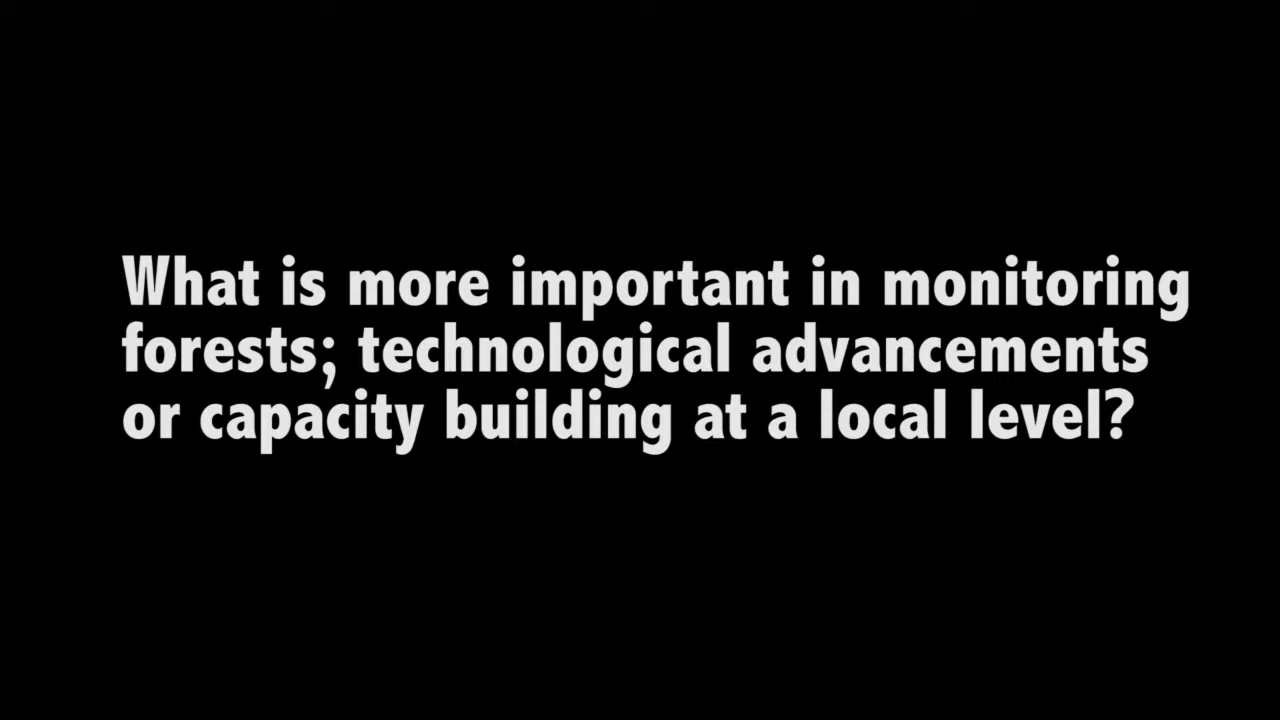 What is more important in monitoring
forests; technological advancements
or capacity building at a local level?